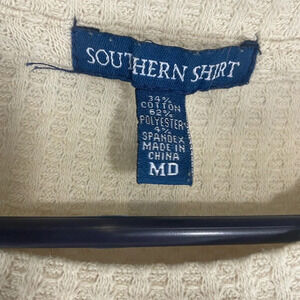 SOUTHERN SHIRT
34%
COTTON
62%
POLYESTER
4%
SPANDEX
MADE IN
CHINA
MD